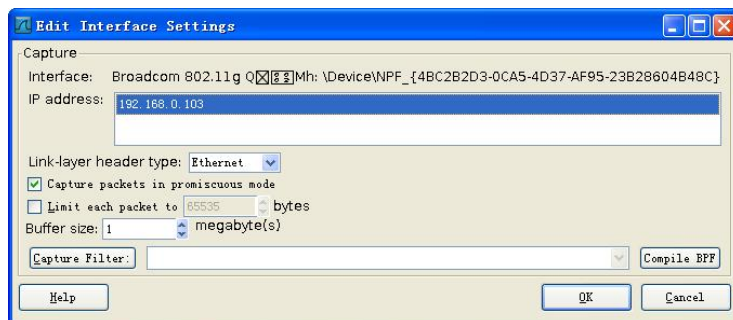 Edit Interface Settings
Capture
Interface: Broadcom 802.11g Mh: \Device\NPF_{4BC2B2D3-0CA5-4D37-AF95-23B28604B48C}
IP address: 192.168.0.103
Link-layer header type: Ethernet
Capture packets in promiscuous mode
Limit each packet to 65535 bytes
Buffer size: 1 megabyte(s)
Capture Filter: Compile BPF
Help OK Cancel